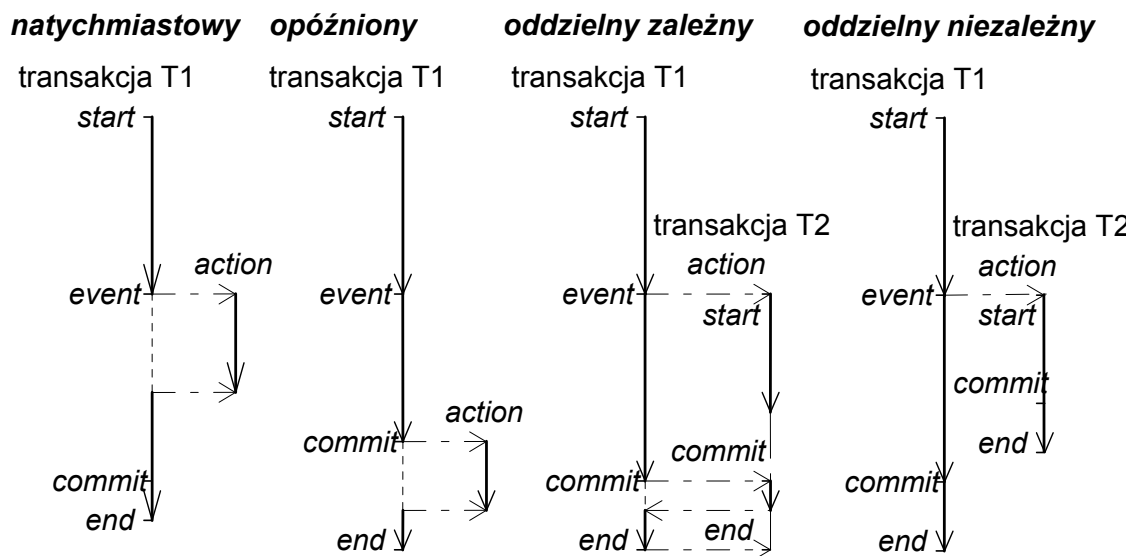 natychmiastowy opóźniony oddzielny zależny oddzielny niezależny
transakcja T1 transakcja T1 transakcja T1 transakcja T1
start start start start
transakcja T2 transakcja T2
action action action
event event event start event start
commit
action
commit commit
commit commit commit
end end
end end end